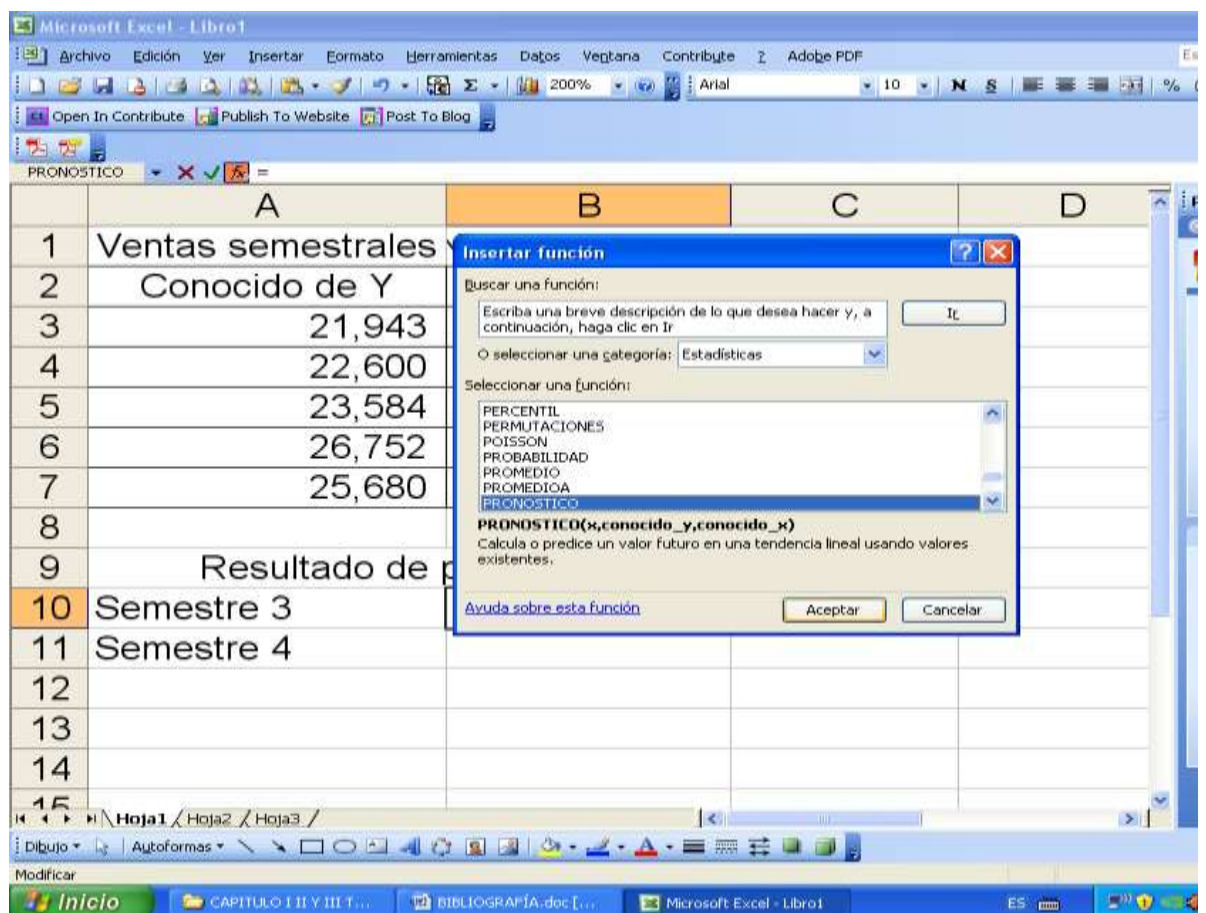 Microsoft Excel - Libro1
Archivo Edición Ver Insertar Formato Herramientas Datos Ventana Contribute ? Adobe PDF
200% Arial 10 N S %
Open In Contribute Publish To Website Post To Blog
PRONOSTICO =
A B C D
1 Ventas semestrales
2 Conocido de Y
3 21,943
4 22,600
5 23,584
6 26,752
7 25,680
8
9 Resultado de
10 Semestre 3
11 Semestre 4
12
13
14
15
Insertar función
Buscar una función:
Escriba una breve descripción de lo que desea hacer y, a
continuación, haga clic en Ir
Ir
O seleccionar una categoría: Estadísticas
Seleccionar una función:
PERCENTIL
PERMUTACIONES
POISSON
PROBABILIDAD
PROMEDIO
PROMEDIOA
PRONOSTICO
PRONOSTICO(x,conocido_y,conocido_x)
Calcula o predice un valor futuro en una tendencia lineal usando valores
existentes.
Ayuda sobre esta función Aceptar Cancelar
Hoja1 Hoja2 Hoja3
Dibujo Autoformas
Modificar
Inicio CAPITULO I II Y III T... BIBLIOGRAFÍA.doc [... Microsoft Excel - Libro1 ES